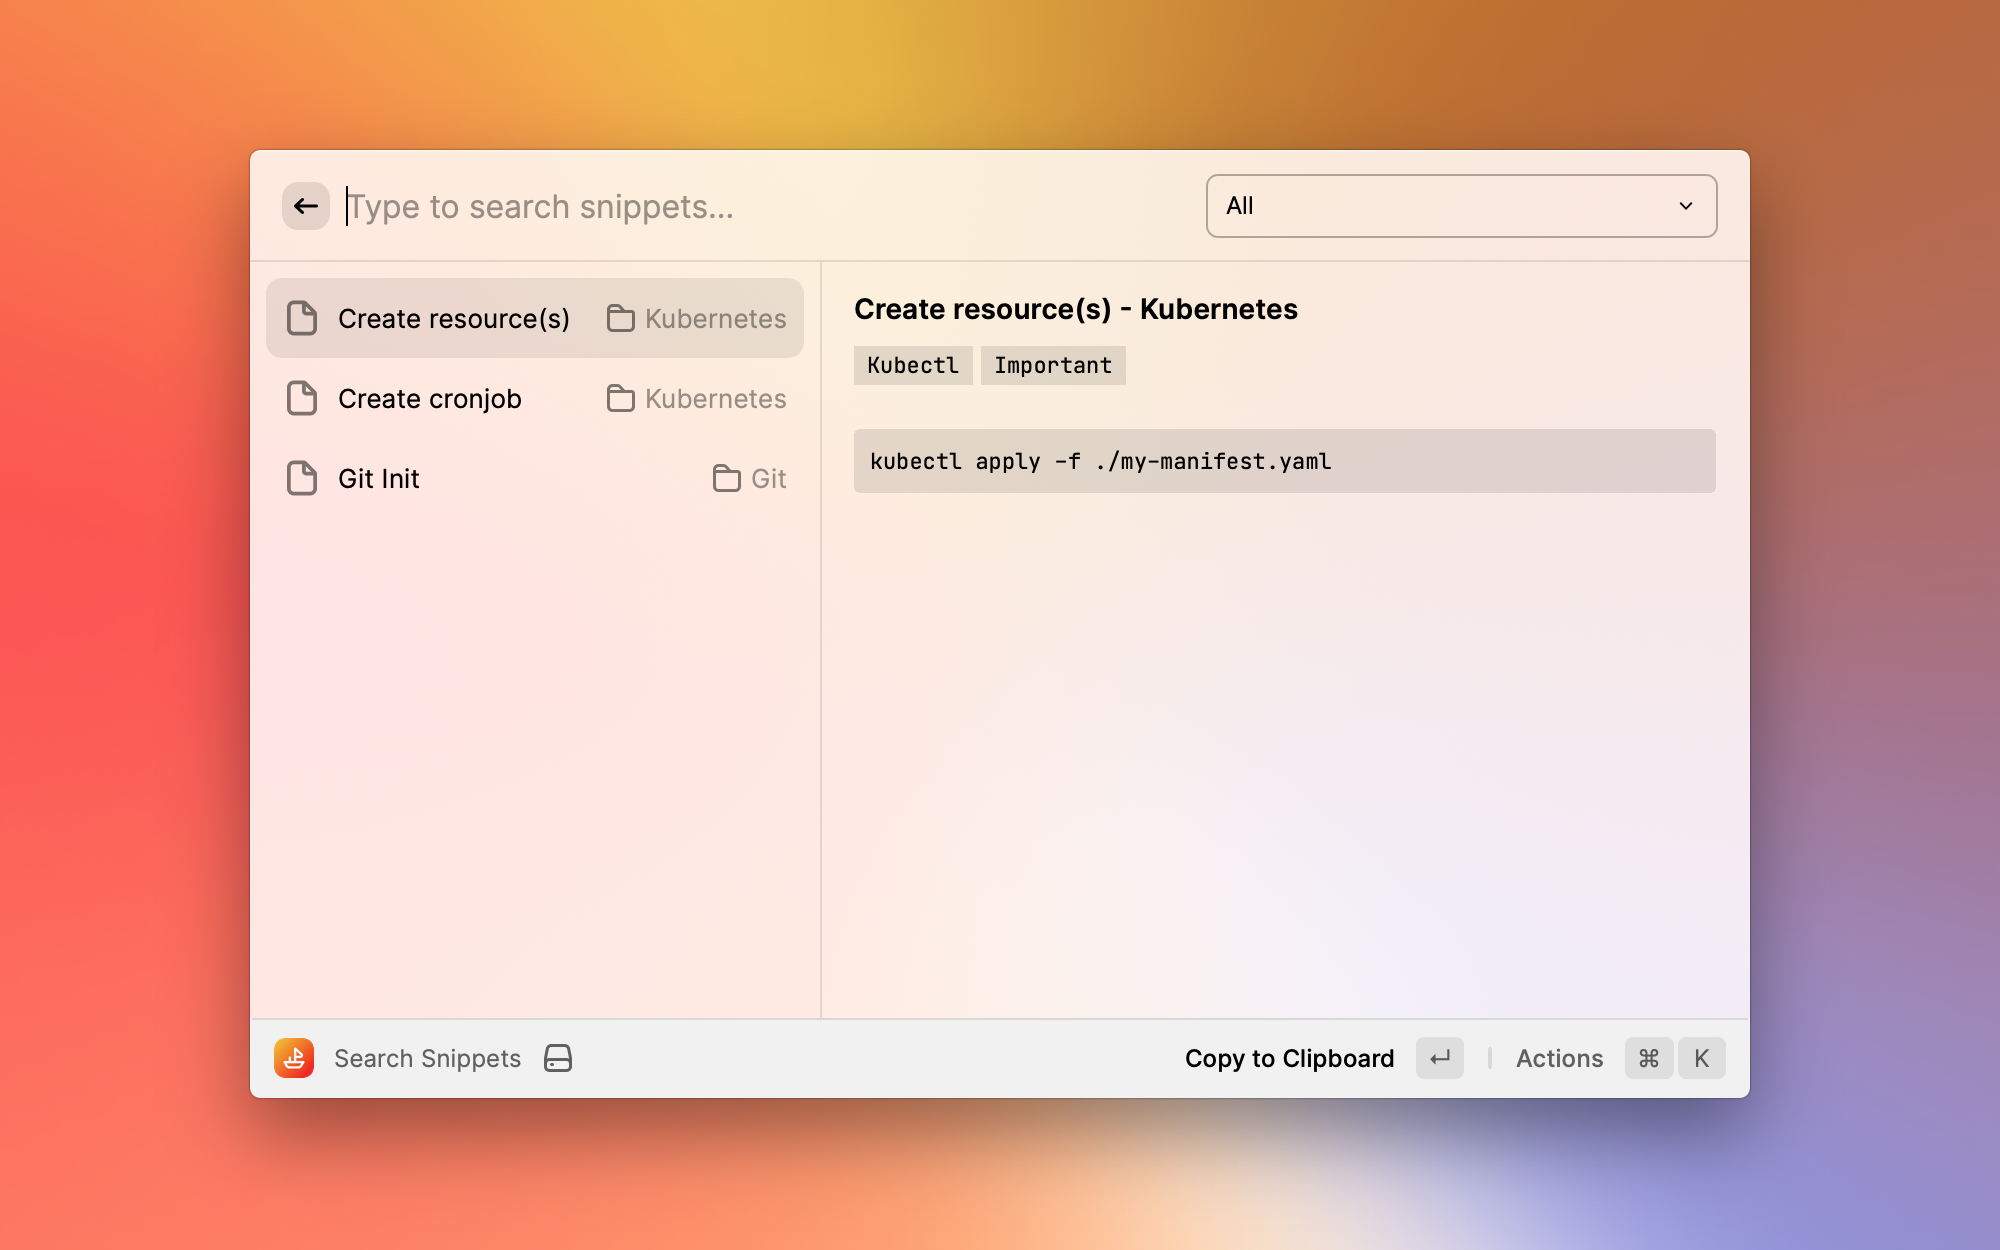 Type to search snippets...
All
Create resource(s) Kubernetes
Create cronjob Kubernetes
Git Init Git
Create resource(s) - Kubernetes
Kubectl Important
kubectl apply -f ./my-manifest.yaml
Search Snippets
Copy to Clipboard ↵ Actions ⌘ K